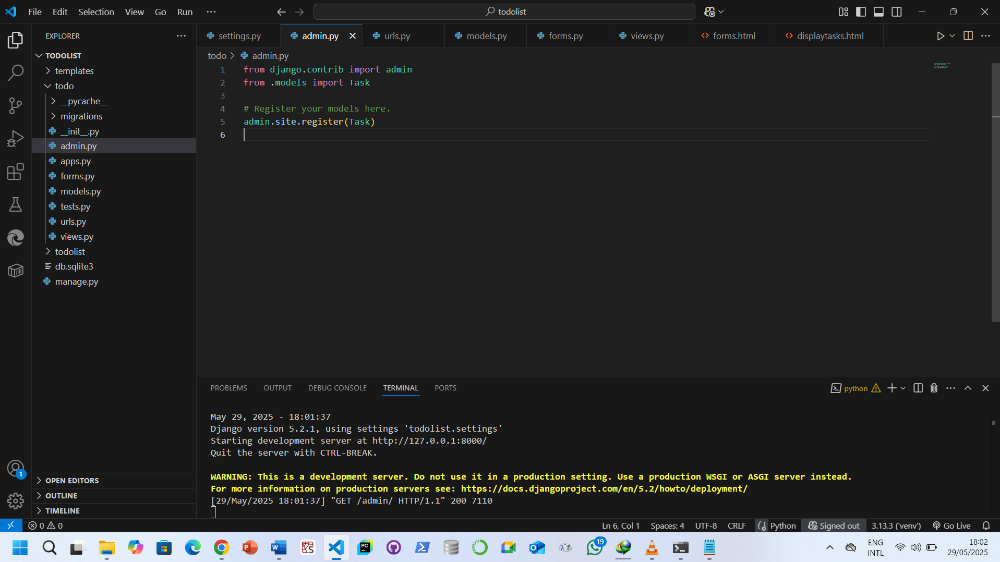 File Edit Selection View Go Run ···
todolist
EXPLORER
TODOLIST
templates
todo
__pycache__
migrations
__init__.py
admin.py
apps.py
forms.py
models.py
tests.py
urls.py
views.py
todolist
db.sqlite3
manage.py
OPEN EDITORS
OUTLINE
TIMELINE
settings.py admin.py urls.py models.py forms.py views.py forms.html displaytasks.html
todo > admin.py
1 from django.contrib import admin
2 from .models import Task
3
4 # Register your models here.
5 admin.site.register(Task)
6
PROBLEMS OUTPUT DEBUG CONSOLE TERMINAL PORTS
python
May 29, 2025 - 18:01:37
Django version 5.2.1, using settings 'todolist.settings'
Starting development server at http://127.0.0.1:8000/
Quit the server with CTRL-BREAK.
WARNING: This is a development server. Do not use it in a production setting. Use a production WSGI or ASGI server instead.
For more information on production servers see: https://docs.djangoproject.com/en/5.2/howto/deployment/
[29/May/2025 18:01:37] "GET /admin/ HTTP/1.1" 200 7110
1
0 0
Ln 6, Col 1 Spaces: 4 UTF-8 CRLF Python Signed out 3.13.3 ('venv') Go Live
P W PC 19
ENG
INTL
18:02
29/05/2025